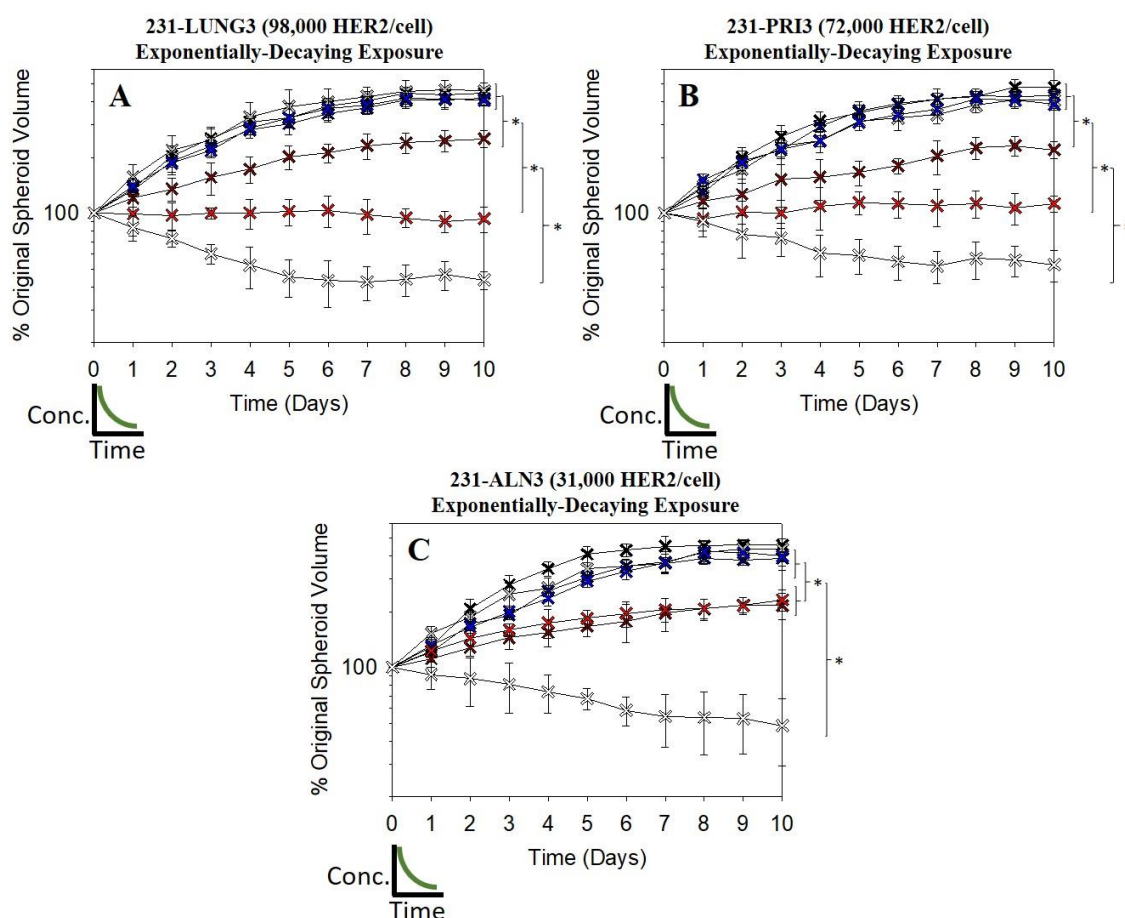 231-LUNG3 (98,000 HER2/cell)
Exponentially-Decaying Exposure
A
% Original Spheroid Volume
100
0 1 2 3 4 5 6 7 8 9 10
Time (Days)
*
*
*
Conc.
Time
231-PRI3 (72,000 HER2/cell)
Exponentially-Decaying Exposure
B
% Original Spheroid Volume
100
0 1 2 3 4 5 6 7 8 9 10
Time (Days)
*
*
Conc.
Time
231-ALN3 (31,000 HER2/cell)
Exponentially-Decaying Exposure
C
% Original Spheroid Volume
100
0 1 2 3 4 5 6 7 8 9 10
Time (Days)
*
*
Conc.
Time